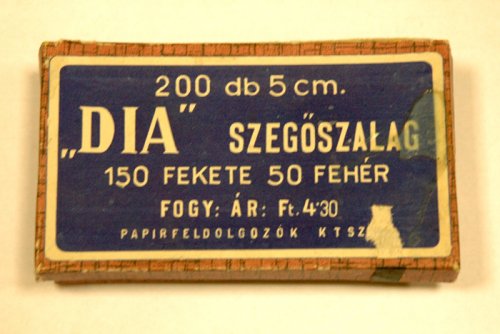 200 db 5 cm.
„DIA” SZEGŐSZALAG
150 FEKETE 50 FEHÉR
FOGY: ÁR: Ft. 4·30
PAPIRFELDOLGOZÓK KTSZ